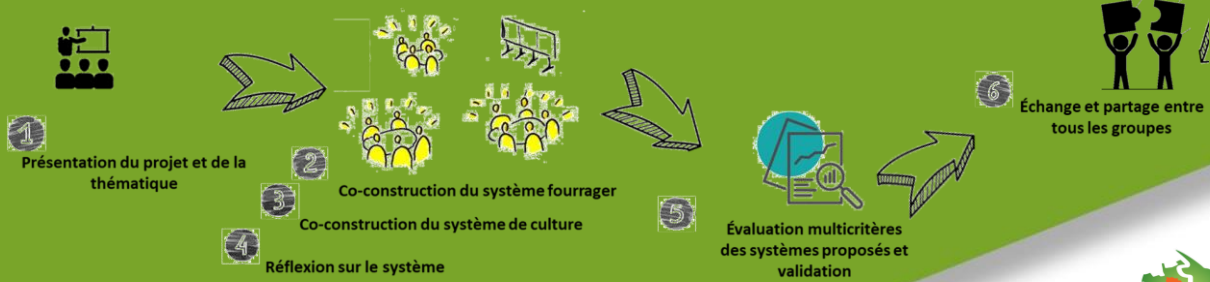 1
Présentation du projet et de la
thématique
2
Co-construction du système fourrager
3
Co-construction du système de culture
4
Réflexion sur le système
5
Évaluation multicritères
des systèmes proposés et
validation
6
Échange et partage entre
tous les groupes